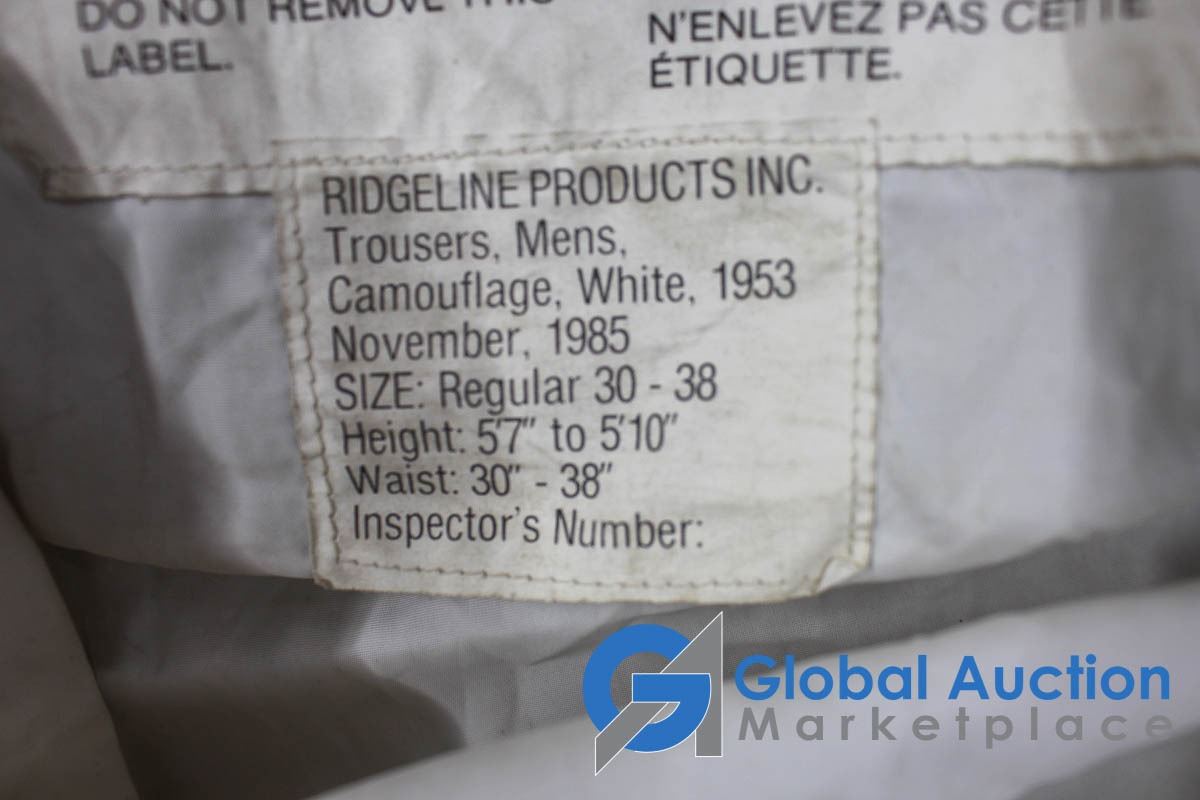 DO NOT REMOVE THIS
LABEL.
N'ENLEVEZ PAS CETTE
ÉTIQUETTE.
RIDGELINE PRODUCTS INC.
Trousers, Mens,
Camouflage, White, 1953
November, 1985
SIZE: Regular 30 - 38
Height: 5'7" to 5'10"
Waist: 30" - 38"
Inspector's Number:
Global Auction
Marketplace